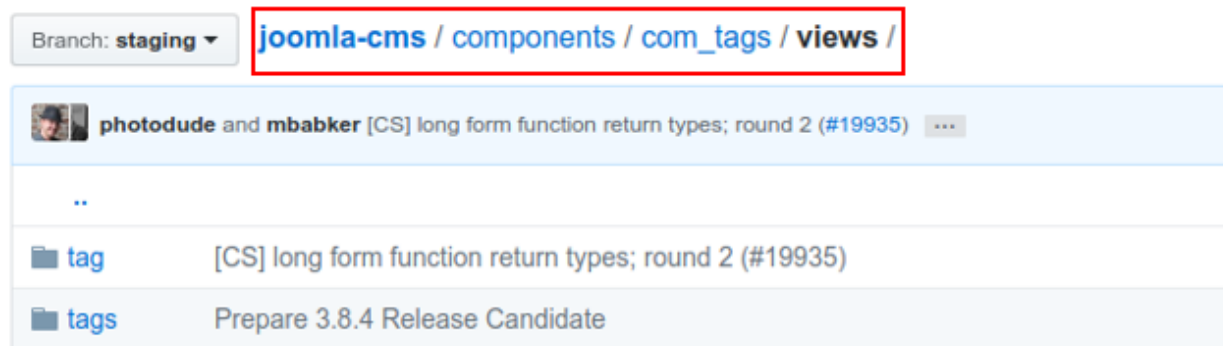 Branch: staging joomla-cms / components / com_tags / views /
photodude and mbabker [CS] long form function return types; round 2 (#19935) ...
..
tag [CS] long form function return types; round 2 (#19935)
tags Prepare 3.8.4 Release Candidate